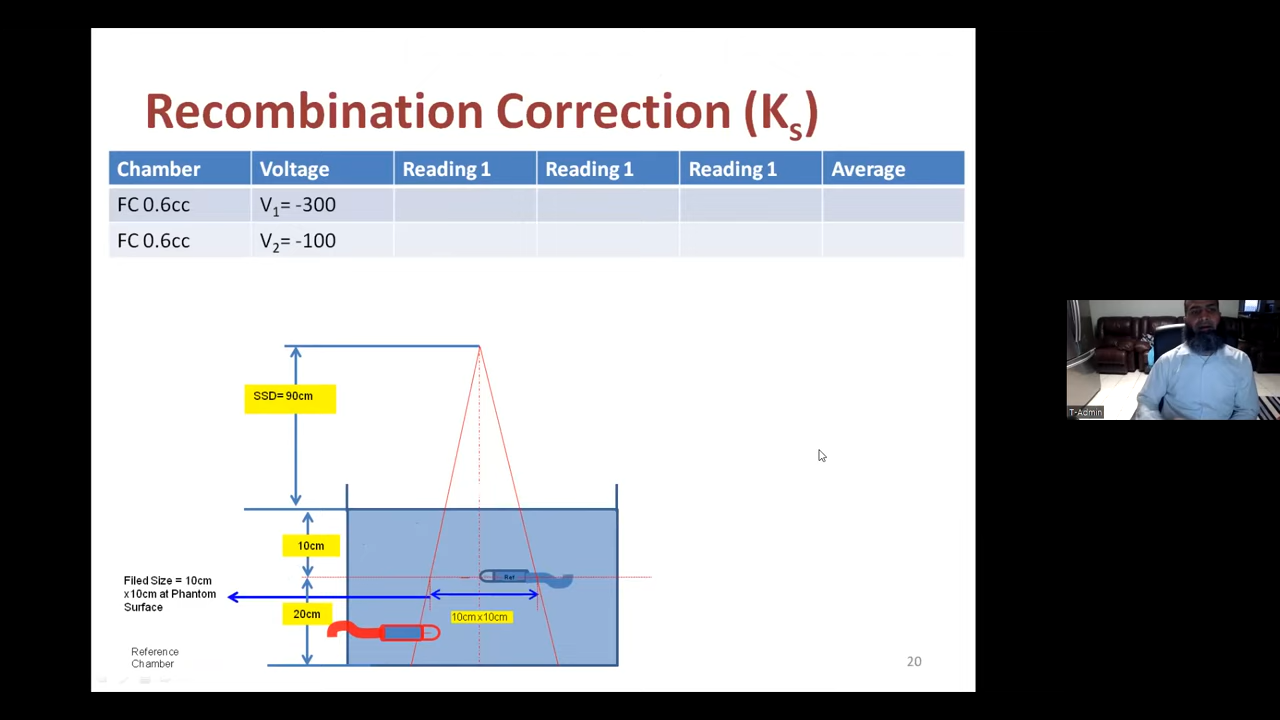 Recombination Correction (Ks)
Chamber Voltage Reading 1 Reading 1 Reading 1 Average
FC 0.6cc V1= -300
FC 0.6cc V2= -100
SSD= 90cm
10cm
Ref
Filed Size = 10cm
x10cm at Phantom
Surface
20cm
10cm x 10cm
Reference
Chamber
20
T-Admin